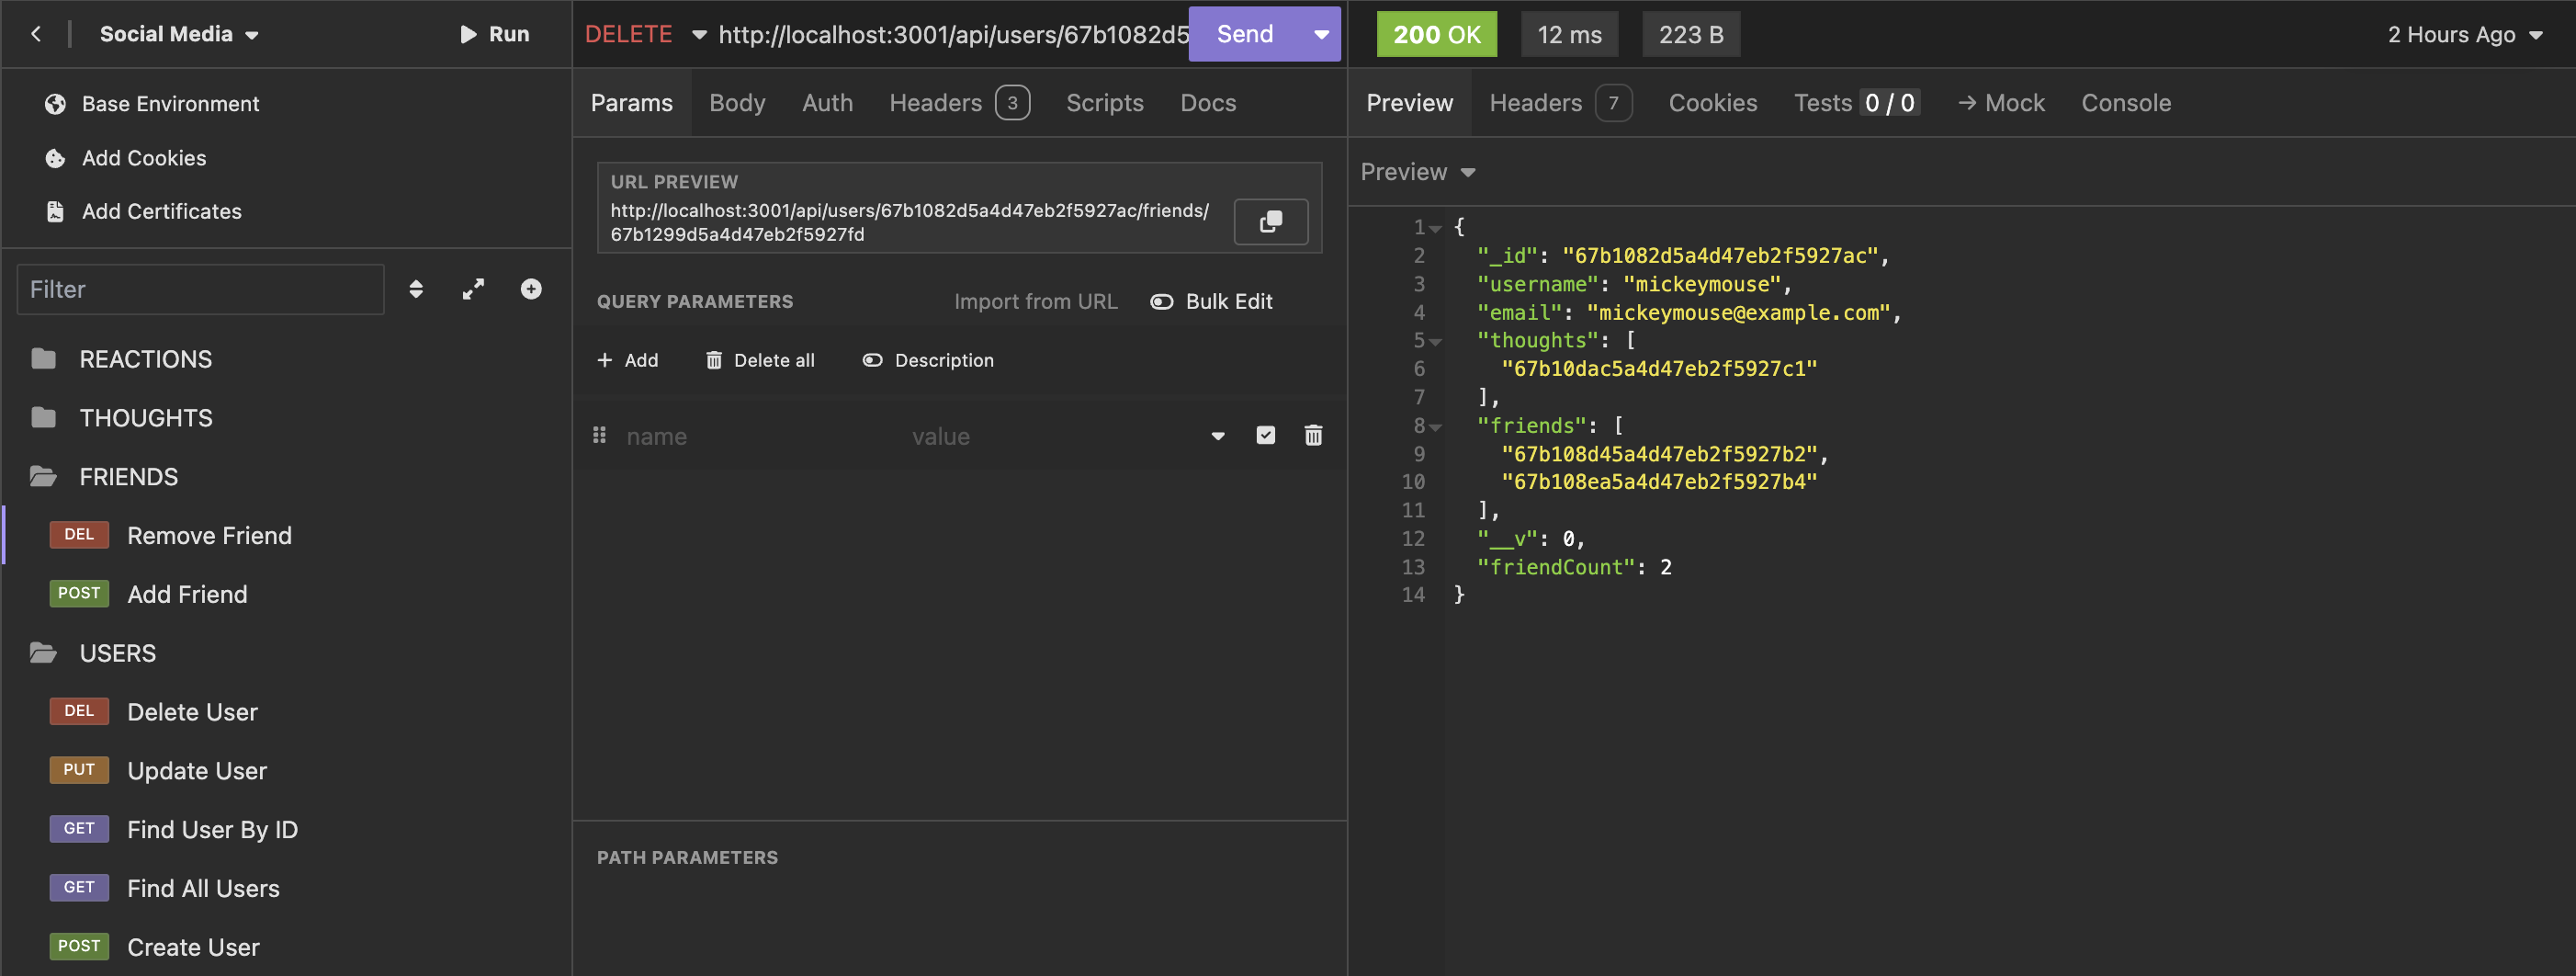 Social Media
Run
Base Environment
Add Cookies
Add Certificates
Filter
REACTIONS
THOUGHTS
FRIENDS
DEL Remove Friend
POST Add Friend
USERS
DEL Delete User
PUT Update User
GET Find User By ID
GET Find All Users
POST Create User
DELETE http://localhost:3001/api/users/67b1082d5 Send
Params Body Auth Headers 3 Scripts Docs
URL PREVIEW
http://localhost:3001/api/users/67b1082d5a4d47eb2f5927ac/friends/
67b1299d5a4d47eb2f5927fd
QUERY PARAMETERS Import from URL Bulk Edit
Add Delete all Description
name value
PATH PARAMETERS
200 OK 12 ms 223 B 2 Hours Ago
Preview Headers 7 Cookies Tests 0 / 0 → Mock Console
Preview
1 {
2 "_id": "67b1082d5a4d47eb2f5927ac",
3 "username": "mickeymouse",
4 "email": "mickeymouse@example.com",
5 "thoughts": [
6 "67b10dac5a4d47eb2f5927c1"
7 ],
8 "friends": [
9 "67b108d45a4d47eb2f5927b2",
10 "67b108ea5a4d47eb2f5927b4"
11 ],
12 "__v": 0,
13 "friendCount": 2
14 }